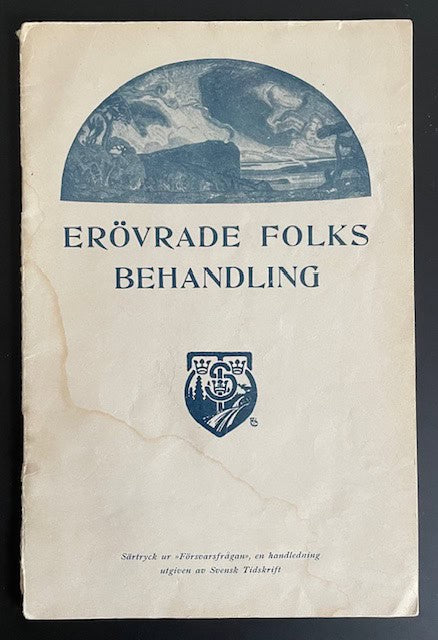 ERÖVRADE FOLKS
BEHANDLING
Särtryck ur »Försvarsfrågan», en handledning
utgiven av Svensk Tidskrift